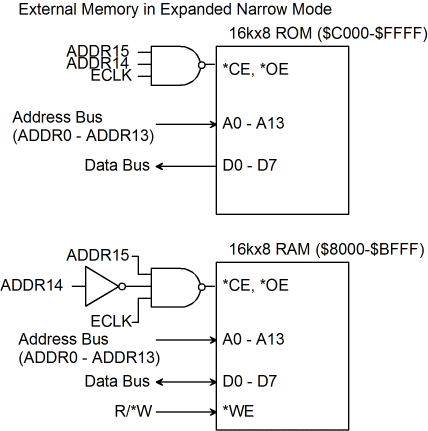 External Memory in Expanded Narrow Mode
16kx8 ROM ($C000-$FFFF)
ADDR15
ADDR14
ECLK
*CE, *OE
Address Bus
(ADDR0 - ADDR13)
A0 - A13
Data Bus
D0 - D7
16kx8 RAM ($8000-$BFFF)
ADDR15
ADDR14
ECLK
*CE, *OE
Address Bus
(ADDR0 - ADDR13)
A0 - A13
Data Bus
D0 - D7
R/*W
*WE